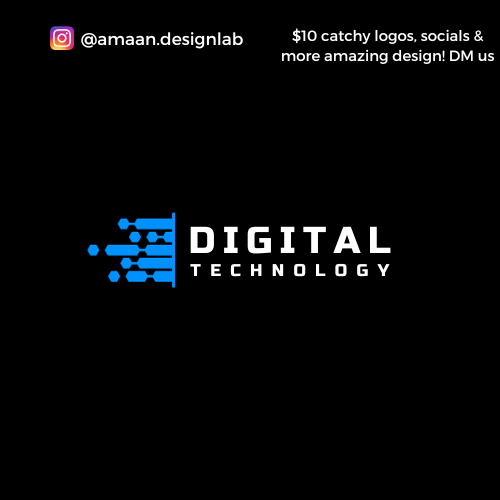 @amaan.designlab
$10 catchy logos, socials &
more amazing design! DM us
DIGITAL
TECHNOLOGY